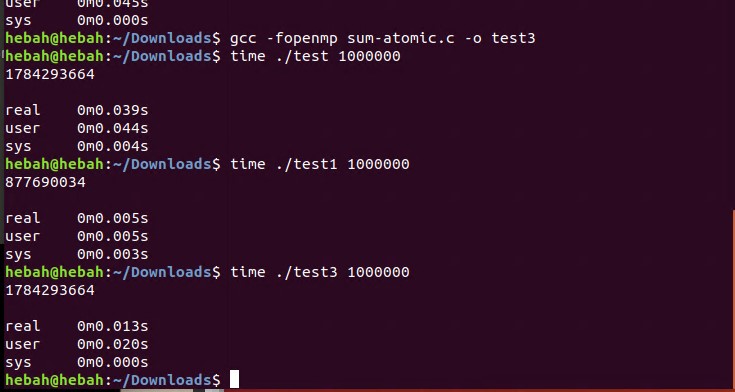 user    0m0.045s
sys     0m0.000s
hebah@hebah:~/Downloads$ gcc -fopenmp sum-atomic.c -o test3
hebah@hebah:~/Downloads$ time ./test 1000000
1784293664
real    0m0.039s
user    0m0.044s
sys     0m0.004s
hebah@hebah:~/Downloads$ time ./test1 1000000
877690034
real    0m0.005s
user    0m0.005s
sys     0m0.003s
hebah@hebah:~/Downloads$ time ./test3 1000000
1784293664
real    0m0.013s
user    0m0.020s
sys     0m0.000s
hebah@hebah:~/Downloads$